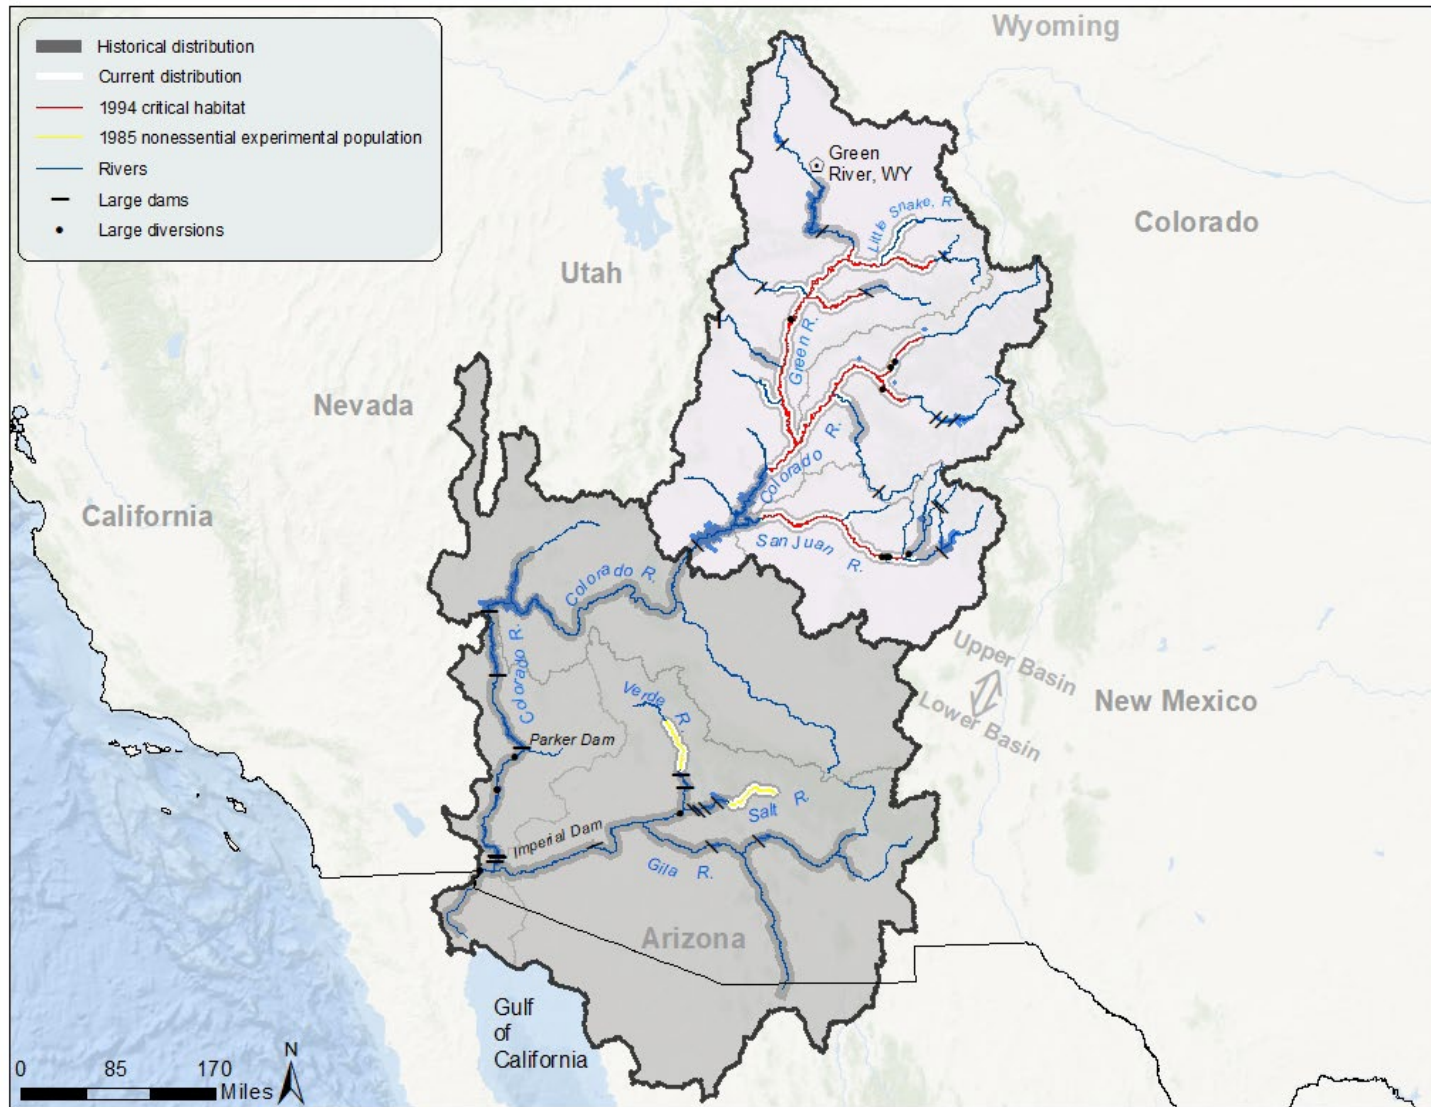 Historical distribution
Current distribution
1994 critical habitat
1985 nonessential experimental population
Rivers
Large dams
Large diversions
Wyoming
Green
River, WY
Little Snake, R
Colorado
Utah
Green R.
Nevada
Colorado R.
California
San Juan R.
Colorado R.
Colorado R.
Upper Basin
Lower Basin
New Mexico
Verde R
Parker Dam
Salt R
Imperial Dam
Gila R.
Arizona
Gulf
of
California
0 85 170
Miles
N